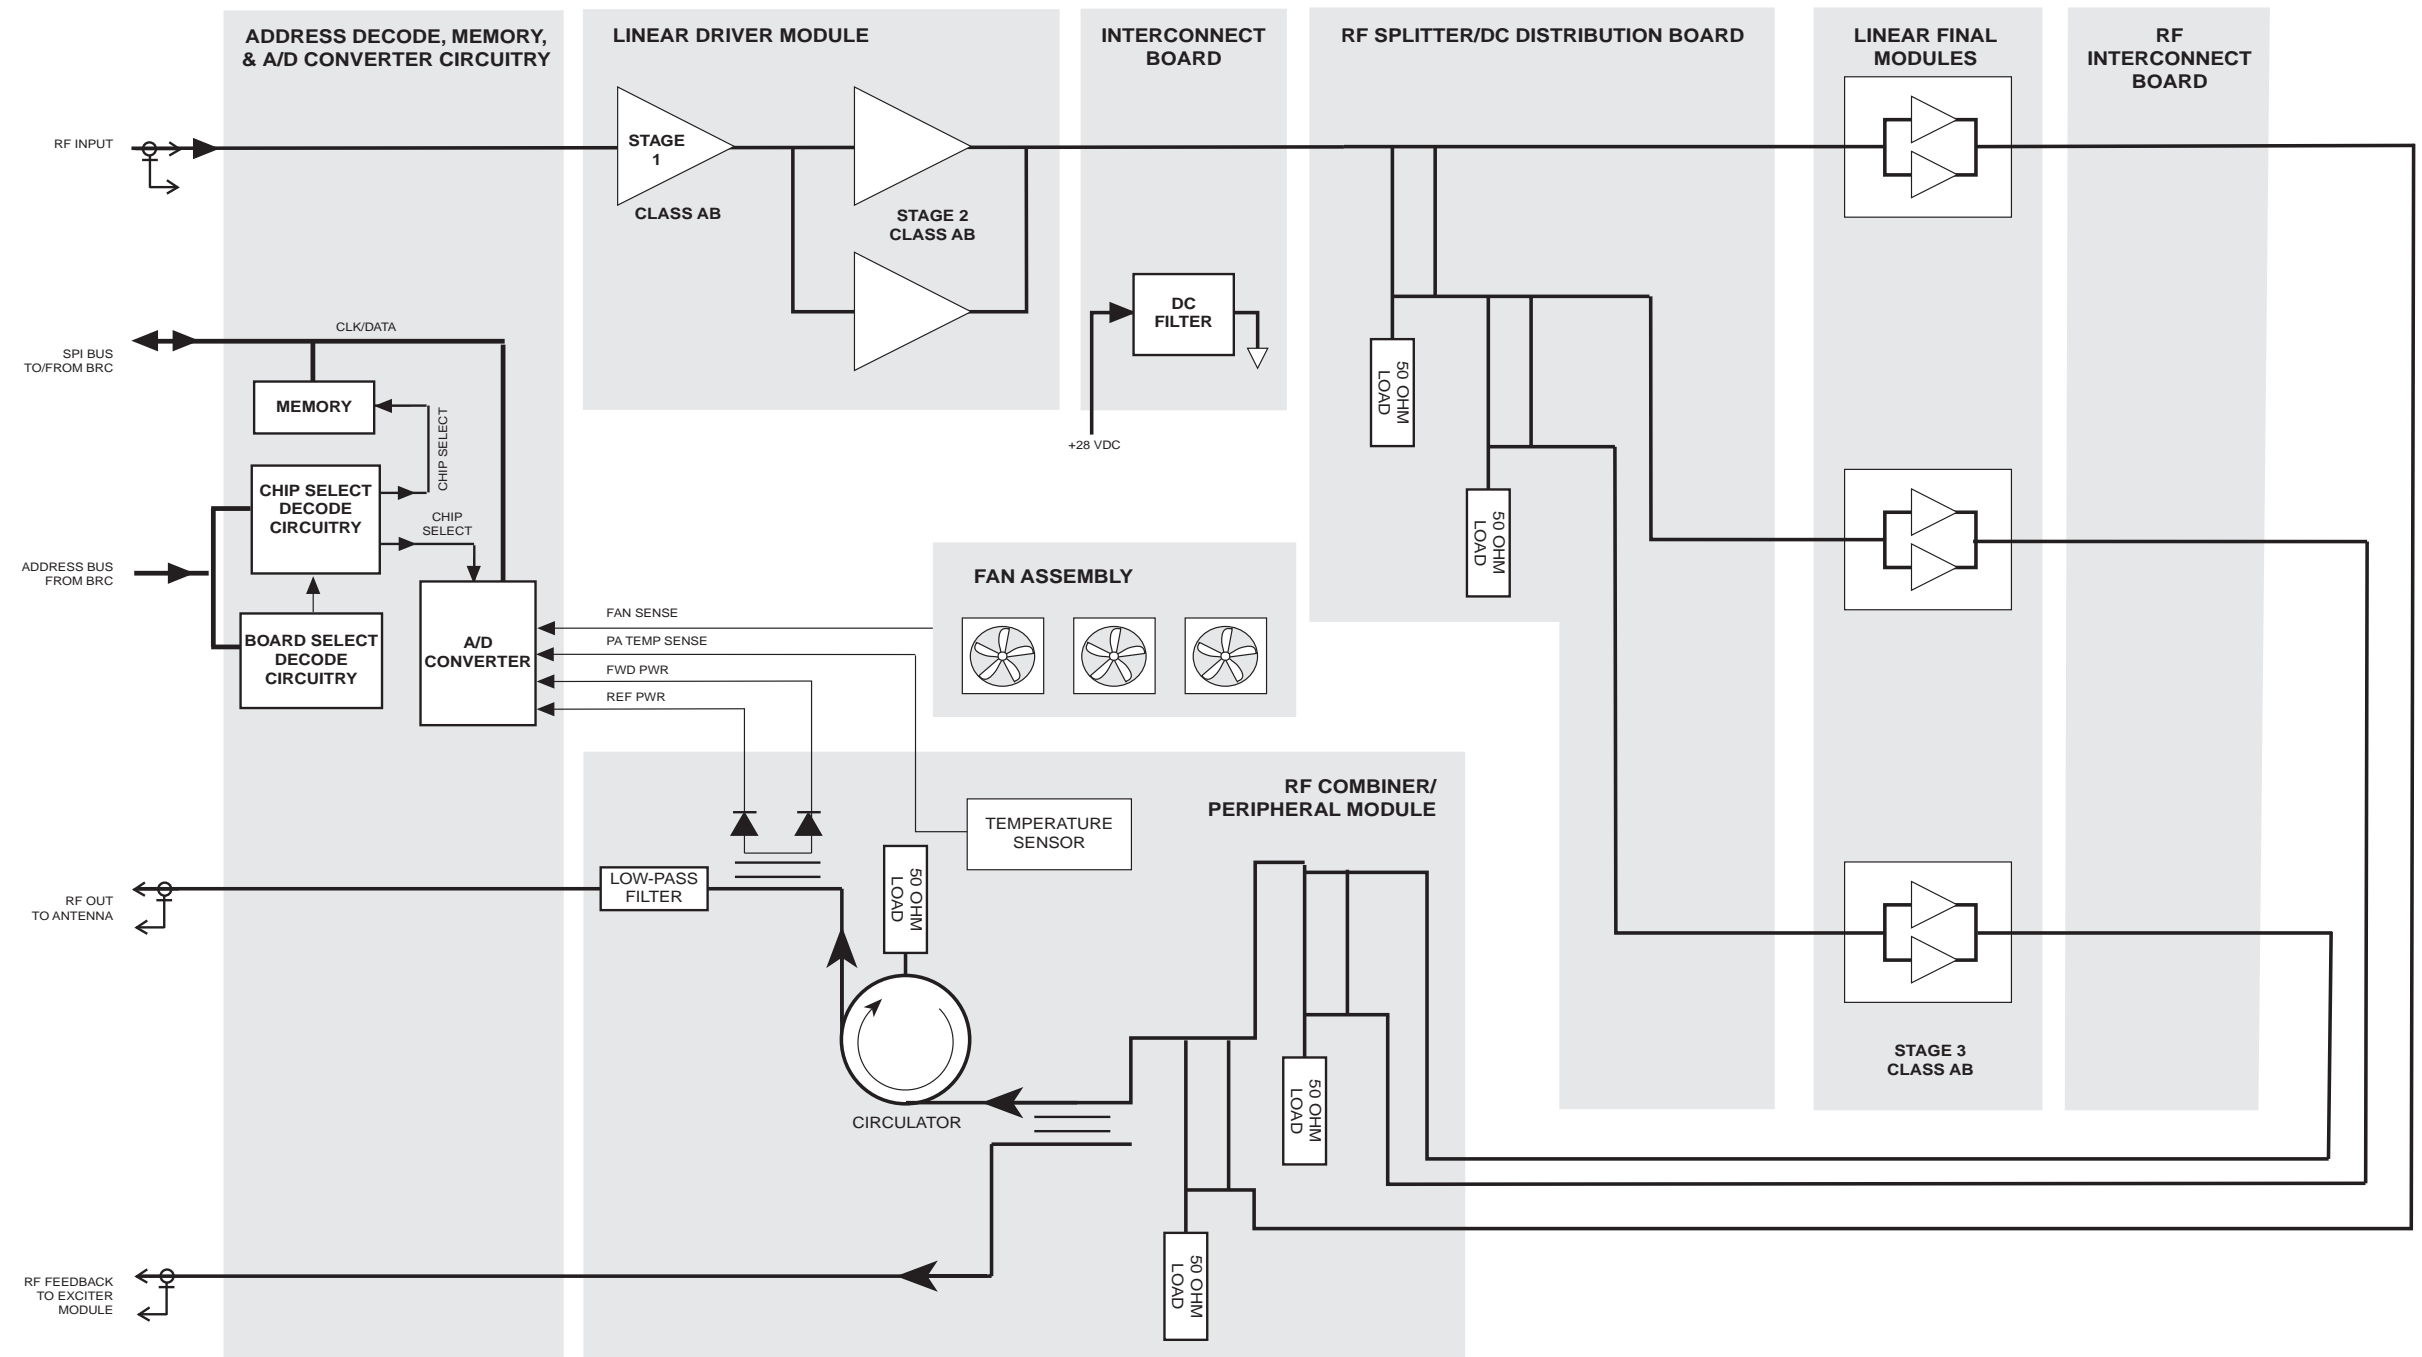 ADDRESS DECODE, MEMORY,
& A/D CONVERTER CIRCUITRY
LINEAR DRIVER MODULE
INTERCONNECT
BOARD
RF SPLITTER/DC DISTRIBUTION BOARD
LINEAR FINAL
MODULES
RF
INTERCONNECT
BOARD
RF INPUT
STAGE
1
CLASS AB
STAGE 2
CLASS AB
DC
FILTER
+28 VDC
CLK/DATA
SPI BUS
TO/FROM BRC
MEMORY
CHIP SELECT
CHIP SELECT
DECODE
CIRCUITRY
CHIP
SELECT
ADDRESS BUS
FROM BRC
BOARD SELECT
DECODE
CIRCUITRY
A/D
CONVERTER
FAN SENSE
PA TEMP SENSE
FWD PWR
REF PWR
FAN ASSEMBLY
50 OHM
LOAD
50 OHM
LOAD
RF COMBINER/
PERIPHERAL MODULE
TEMPERATURE
SENSOR
LOW-PASS
FILTER
50 OHM
LOAD
RF OUT
TO ANTENNA
CIRCULATOR
50 OHM
LOAD
50 OHM
LOAD
STAGE 3
CLASS AB
RF FEEDBACK
TO EXCITER
MODULE